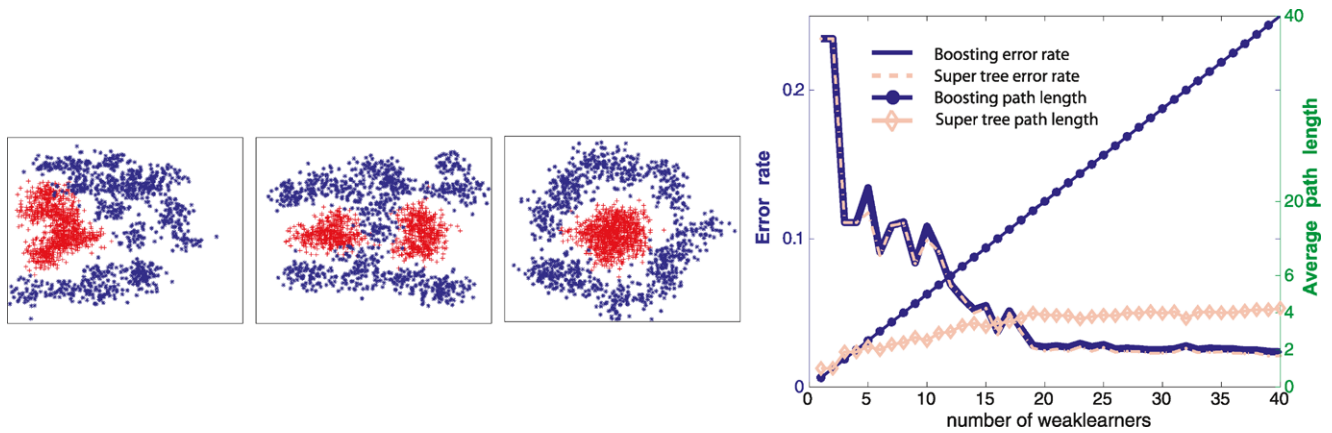 0.2
0.1
0
Error rate
Boosting error rate
Super tree error rate
Boosting path length
Super tree path length
40
20
6
4
2
0
Average path length
0 5 10 15 20 25 30 35 40
number of weaklearners